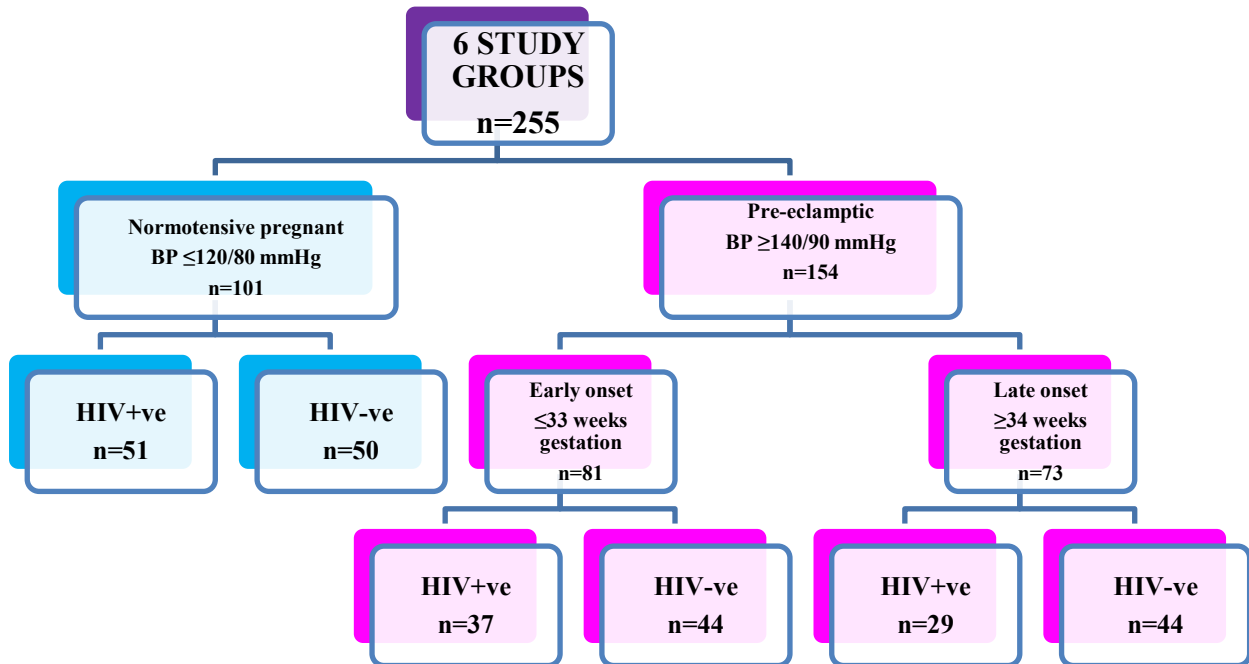 6 STUDY
GROUPS
n=255
Normotensive pregnant
BP ≤120/80 mmHg
n=101
Pre-eclamptic
BP ≥140/90 mmHg
n=154
HIV+ve
n=51
HIV-ve
n=50
Early onset
≤33 weeks
gestation
n=81
Late onset
≥34 weeks
gestation
n=73
HIV+ve
n=37
HIV-ve
n=44
HIV+ve
n=29
HIV-ve
n=44